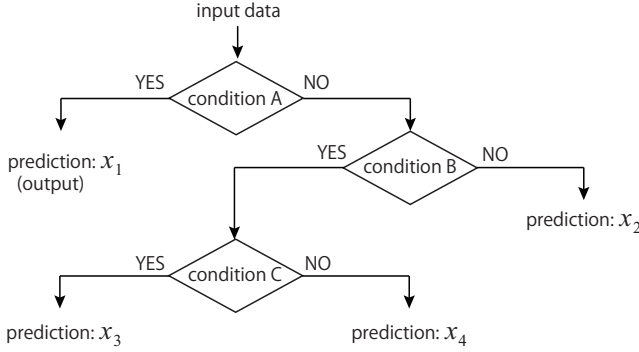 input data
YES
condition A
NO
prediction: x₁
(output)
YES
condition B
NO
prediction: x₂
YES
condition C
NO
prediction: x₃
prediction: x₄